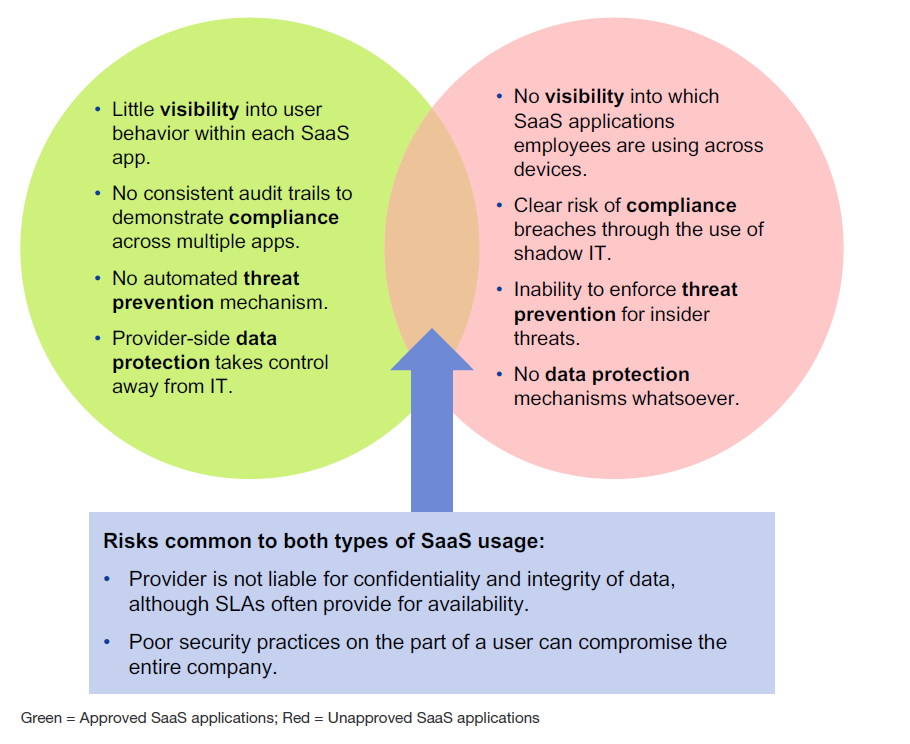 • Little visibility into user
behavior within each SaaS
app.
• No consistent audit trails to
demonstrate compliance
across multiple apps.
• No automated threat
prevention mechanism.
• Provider-side data
protection takes control
away from IT.
• No visibility into which
SaaS applications
employees are using across
devices.
• Clear risk of compliance
breaches through the use of
shadow IT.
• Inability to enforce threat
prevention for insider
threats.
• No data protection
mechanisms whatsoever.
Risks common to both types of SaaS usage:
• Provider is not liable for confidentiality and integrity of data,
although SLAs often provide for availability.
• Poor security practices on the part of a user can compromise the
entire company.
Green = Approved SaaS applications; Red = Unapproved SaaS applications